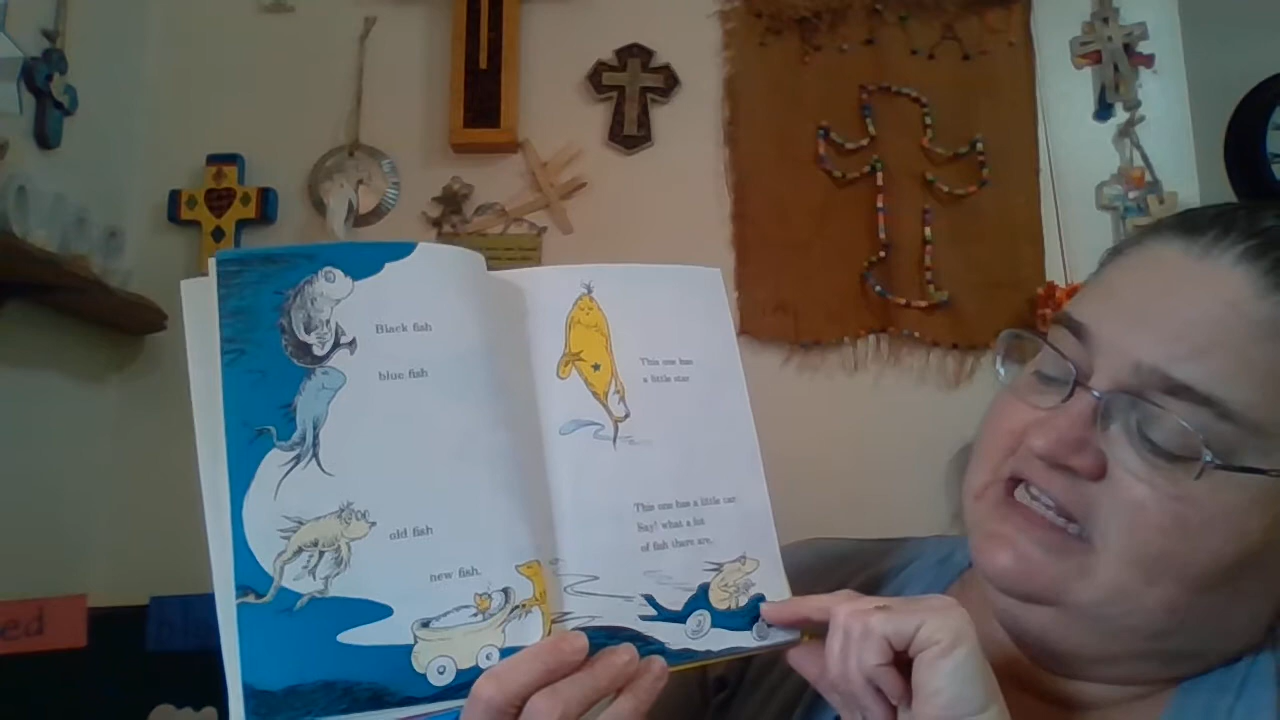 Black fish
blue fish
old fish
new fish.
This one has
a little star
This one has a little car
Say! what a lot
of fish there are.
ed